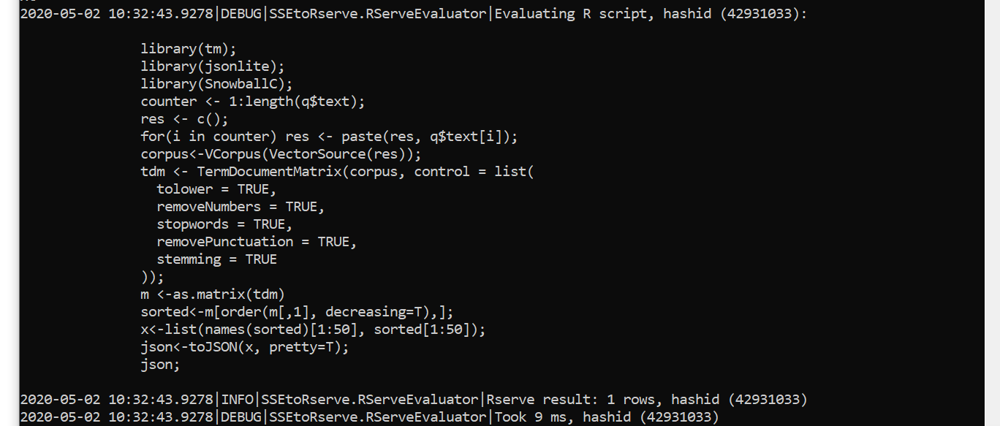 2020-05-02 10:32:43.9278|DEBUG|SSEtoRserve.RServeEvaluator|Evaluating R script, hashid (42931033):
library(tm);
library(jsonlite);
library(SnowballC);
counter <- 1:length(q$text);
res <- c();
for(i in counter) res <- paste(res, q$text[i]);
corpus<-VCorpus(VectorSource(res));
tdm <- TermDocumentMatrix(corpus, control = list(
  tolower = TRUE,
  removeNumbers = TRUE,
  stopwords = TRUE,
  removePunctuation = TRUE,
  stemming = TRUE
));
m <-as.matrix(tdm)
sorted<-m[order(m[,1], decreasing=T),];
x<-list(names(sorted)[1:50], sorted[1:50]);
json<-toJSON(x, pretty=T);
json;
2020-05-02 10:32:43.9278|INFO|SSEtoRserve.RServeEvaluator|Rserve result: 1 rows, hashid (42931033)
2020-05-02 10:32:43.9278|DEBUG|SSEtoRserve.RServeEvaluator|Took 9 ms, hashid (42931033)